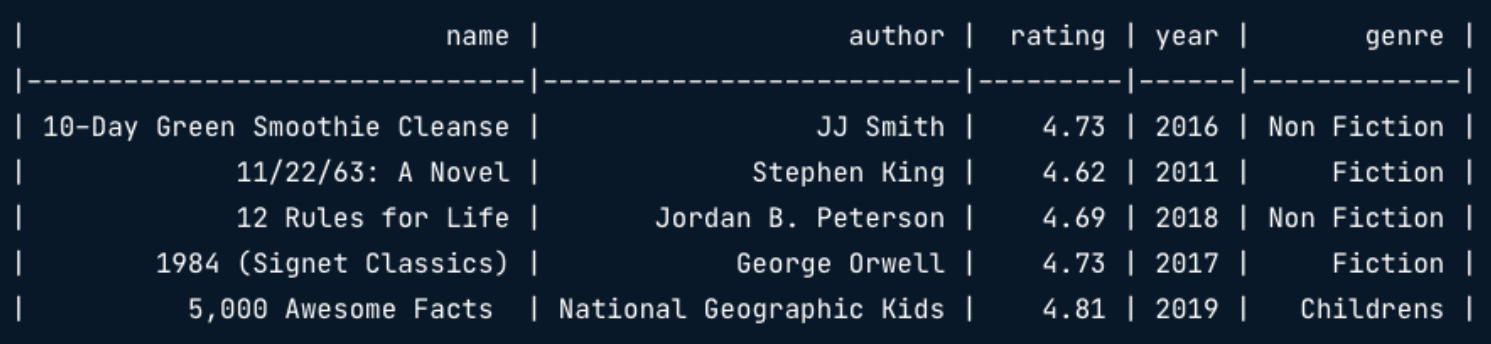 | name | author | rating | year | genre |
|-------------------------------|--------------------------|---------|------|-------------|
| 10-Day Green Smoothie Cleanse | JJ Smith | 4.73 | 2016 | Non Fiction |
| 11/22/63: A Novel | Stephen King | 4.62 | 2011 | Fiction |
| 12 Rules for Life | Jordan B. Peterson | 4.69 | 2018 | Non Fiction |
| 1984 (Signet Classics) | George Orwell | 4.73 | 2017 | Fiction |
| 5,000 Awesome Facts | National Geographic Kids | 4.81 | 2019 | Childrens |